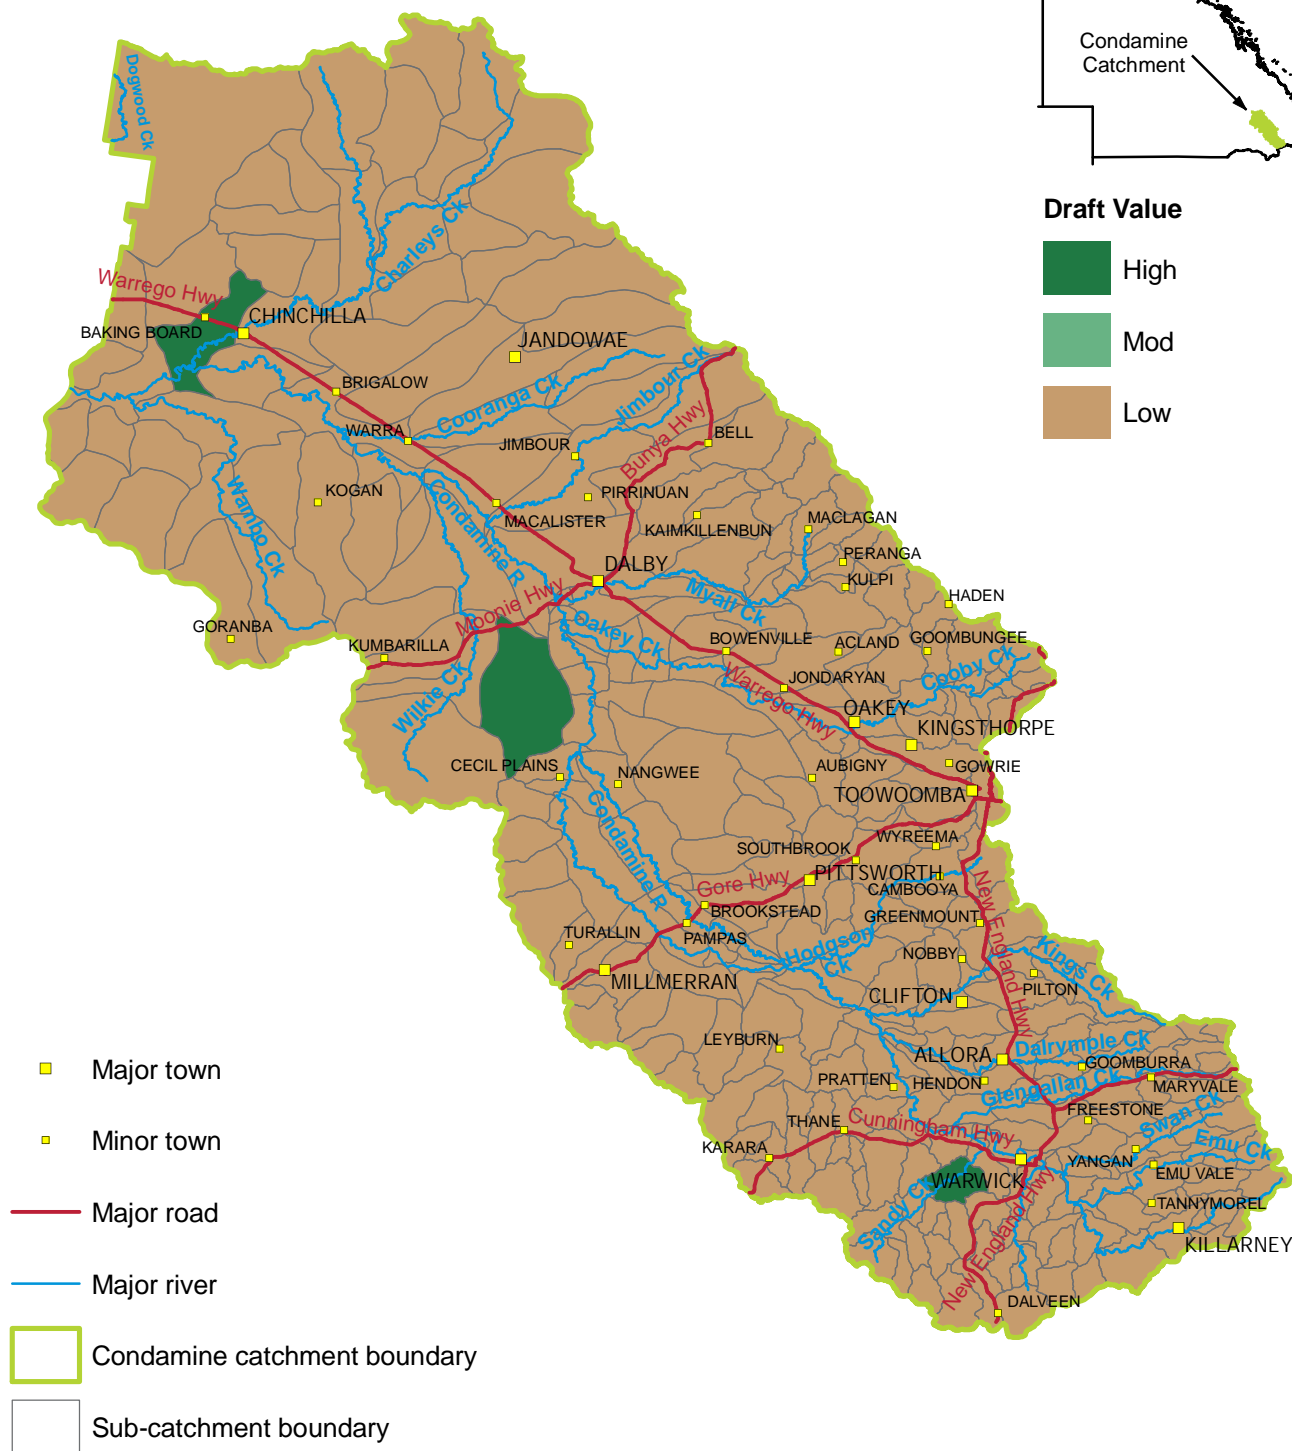 Condamine
Catchment
Draft Value
High
Mod
Low
Dogwood Ck
Charleys Ck
Warrego Hwy
CHINCHILLA
BAKING BOARD
JANDOWAE
BRIGALOW
Cooranga Ck
Jimbour Ck
WARRA
JIMBOUR
Bunya Hwy
BELL
KOGAN
PIRRINUAN
Wambo Ck
Condamine R
MACALISTER
KAIMKILLENBUN
MACLAGAN
PERANGA
DALBY
KULPI
Myall Ck
HADEN
Moonie Hwy
GORANBA
KUMBARILLA
Oakey Ck
BOWENVILLE
ACLAND
GOOMBUNGEE
Cooby Ck
JONDARYAN
Wilkie Ck
Warrego Hwy
OAKEY
KINGSTHORPE
CECIL PLAINS
NANGWEE
AUBIGNY
GOWRIE
TOOWOOMBA
Condamine R
WYREEMA
SOUTHBROOK
Gore Hwy
PITTSWORTH
CAMBOOYA
BROOKSTEAD
GREENMOUNT
New England Hwy
TURALLIN
PAMPAS
Hodgson
Ck
NOBBY
Kings Ck
MILLMERRAN
PILTON
CLIFTON
LEYBURN
ALLORA
Dalrymple Ck
GOOMBURRA
PRATTEN
HENDON
Glengallan Ck
MARYVALE
THANE
Cunningham Hwy
FREESTONE
Swan Ck
KARARA
Emu Ck
YANGAN
EMU VALE
WARWICK
Sandy Ck
TANNYMOREL
New England Hwy
KILLARNEY
DALVEEN
Major town
Minor town
Major road
Major river
Condamine catchment boundary
Sub-catchment boundary